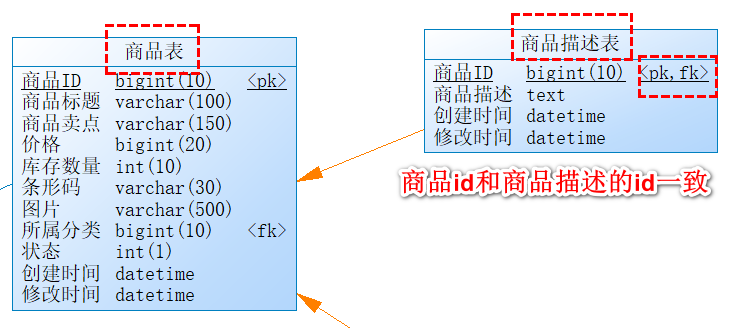 商品表
商品ID bigint(10) <pk>
商品标题 varchar(100)
商品卖点 varchar(150)
价格 bigint(20)
库存数量 int(10)
条形码 varchar(30)
图片 varchar(500)
所属分类 bigint(10) <fk>
状态 int(1)
创建时间 datetime
修改时间 datetime
商品描述表
商品ID bigint(10) <pk,fk>
商品描述 text
创建时间 datetime
修改时间 datetime
商品id和商品描述的id一致